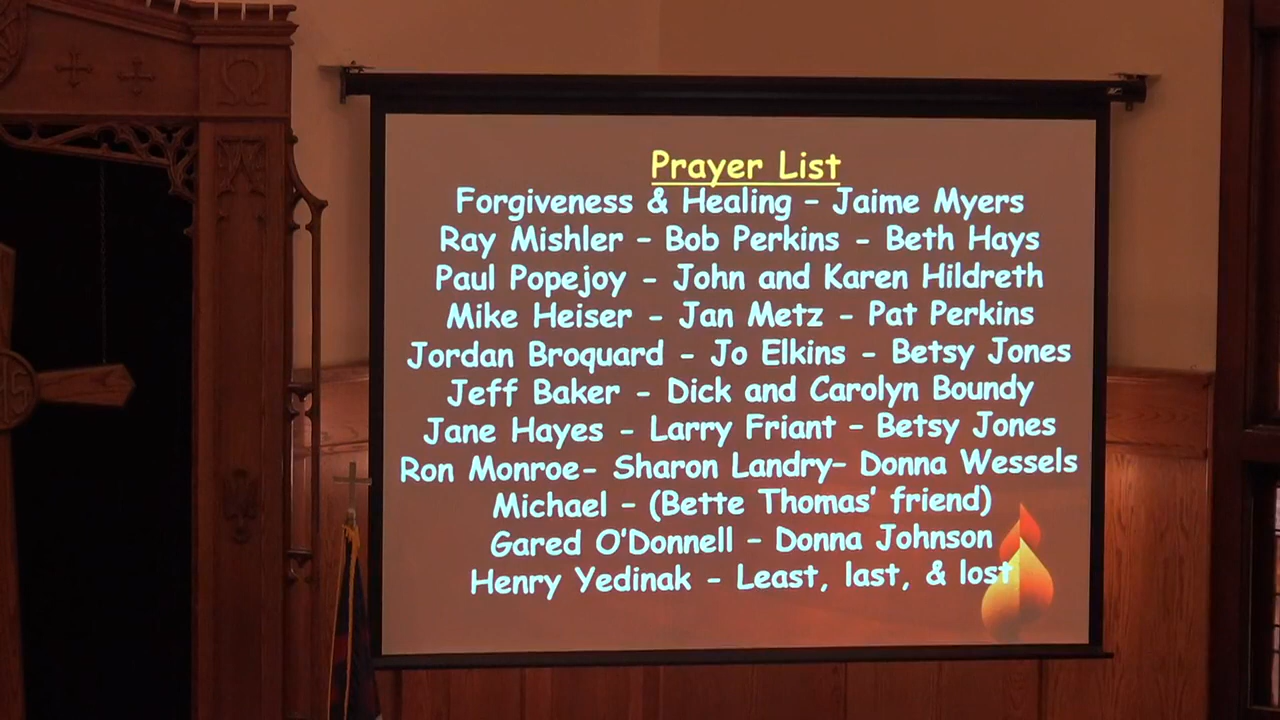 Prayer List
Forgiveness & Healing – Jaime Myers
Ray Mishler – Bob Perkins - Beth Hays
Paul Popejoy - John and Karen Hildreth
Mike Heiser - Jan Metz - Pat Perkins
Jordan Broquard - Jo Elkins - Betsy Jones
Jeff Baker - Dick and Carolyn Boundy
Jane Hayes - Larry Friant – Betsy Jones
Ron Monroe- Sharon Landry– Donna Wessels
Michael – (Bette Thomas’ friend)
Gared O’Donnell – Donna Johnson
Henry Yedinak - Least, last, & lost